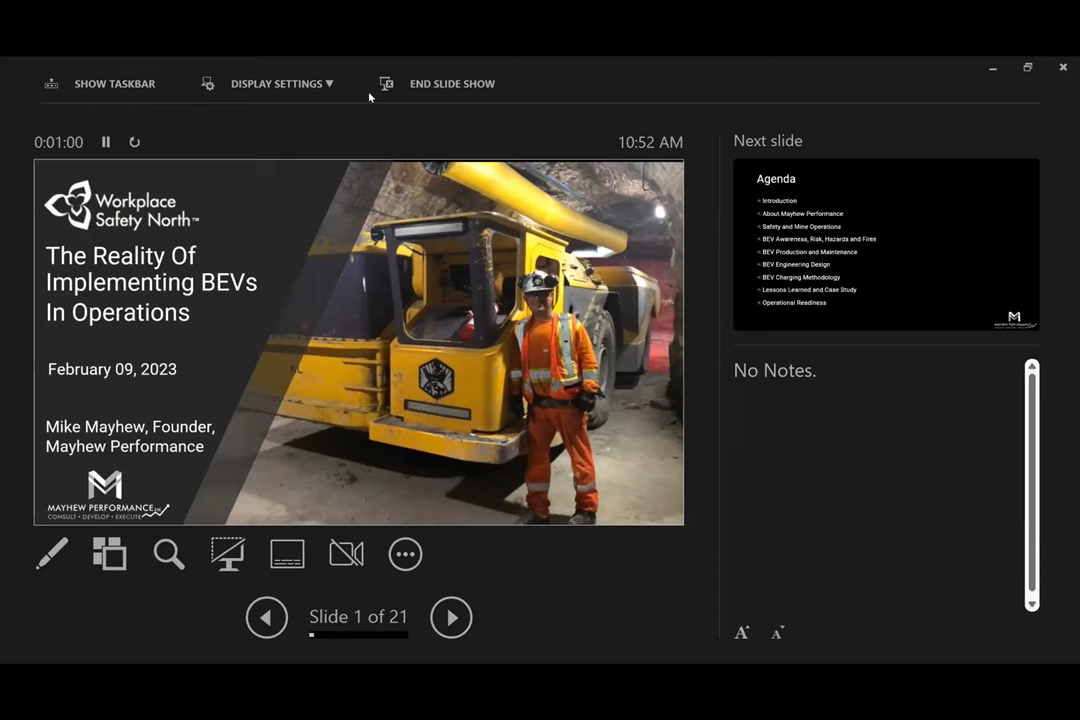 SHOW TASKBAR
DISPLAY SETTINGS ▼
END SLIDE SHOW
0:01:00
10:52 AM
Workplace
Safety North™
The Reality Of
Implementing BEVs
In Operations
February 09, 2023
Mike Mayhew, Founder,
Mayhew Performance
MAYHEW PERFORMANCE
CONSULT • DEVELOP • EXECUTE
Slide 1 of 21
Next slide
Agenda
Introduction
About Mayhew Performance
Safety and Mine Operations
BEV Awareness, Risk, Hazards and Fires
BEV Production and Maintenance
BEV Engineering Design
BEV Charging Methodology
Lessons Learned and Case Study
Operational Readiness
No Notes.